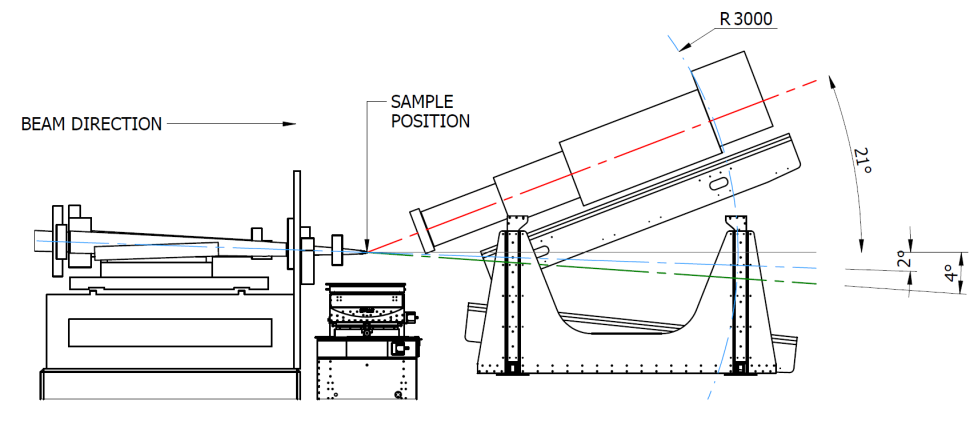 R 3000
SAMPLE
POSITION
BEAM DIRECTION
21°
2°
4°